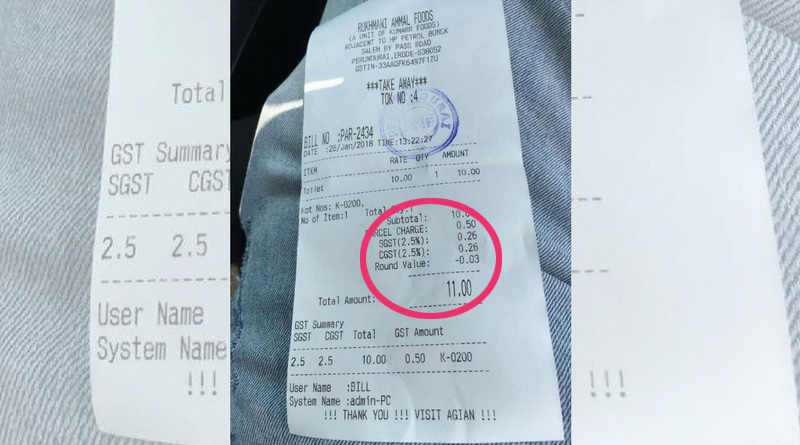 RUKHMANI AMMAL FOODS
(A UNIT OF KUMARR FOODS)
ADJACENT TO HP PETROL BUNCK
SALEM BY PASS ROAD
PERUNDURAI,ERODE-638052
GSTIN-33AAQFK6497F1ZU
***TAKE AWAY***
TOK NO :4
BILL NO :PAR-2434
DATE :26/Jan/2018 TIME:13:22:27
ITEM RATE QTY AMOUNT
Toilet 10.00 1 10.00
Kot Nos: K-0200,
No of Item:1 Total
Subtotal: 10.00
PARCEL CHARGE: 0.50
SGST(2.5%): 0.26
CGST(2.5%): 0.26
Round Value: -0.03
Total Amount: 11.00
GST Summary
SGST CGST Total GST Amount
2.5 2.5 10.00 0.50 K-0200
User Name :BILL
System Name :admin-PC
!!! THANK YOU !!! VISIT AGIAN !!!
Total
GST Summary
SGST CGST
2.5 2.5
User Name
System Name
!!!
!!!